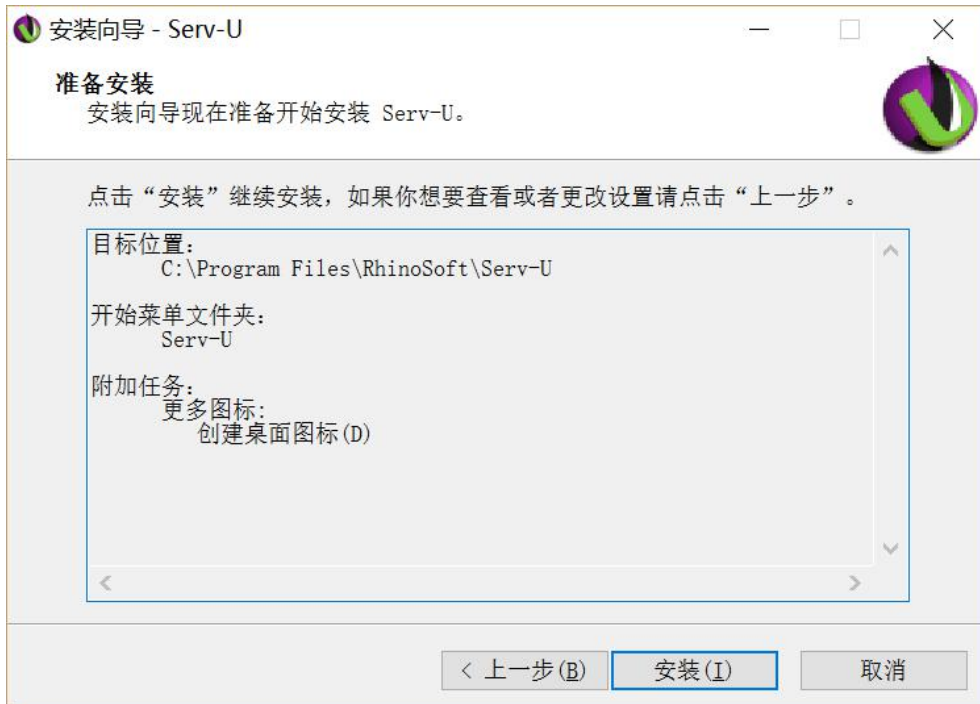 安装向导 - Serv-U
准备安装
安装向导现在准备开始安装 Serv-U。
点击“安装”继续安装，如果你想要查看或者更改设置请点击“上一步”。
目标位置:
C:\Program Files\RhinoSoft\Serv-U
开始菜单文件夹:
Serv-U
附加任务:
更多图标:
创建桌面图标(D)
< 上一步(B) 安装(I) 取消